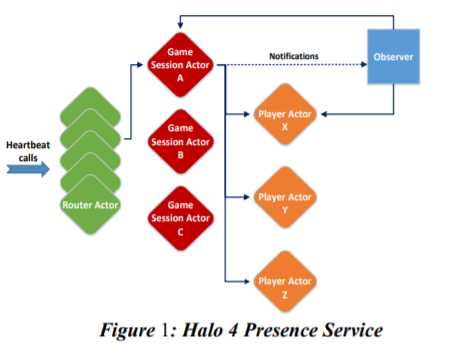 Game
Session Actor
A
Notifications
Observer
Player Actor
X
Heartbeat
calls
Game
Session Actor
B
Router Actor
Game
Session Actor
C
Player Actor
Y
Player Actor
Z
Figure 1: Halo 4 Presence Service